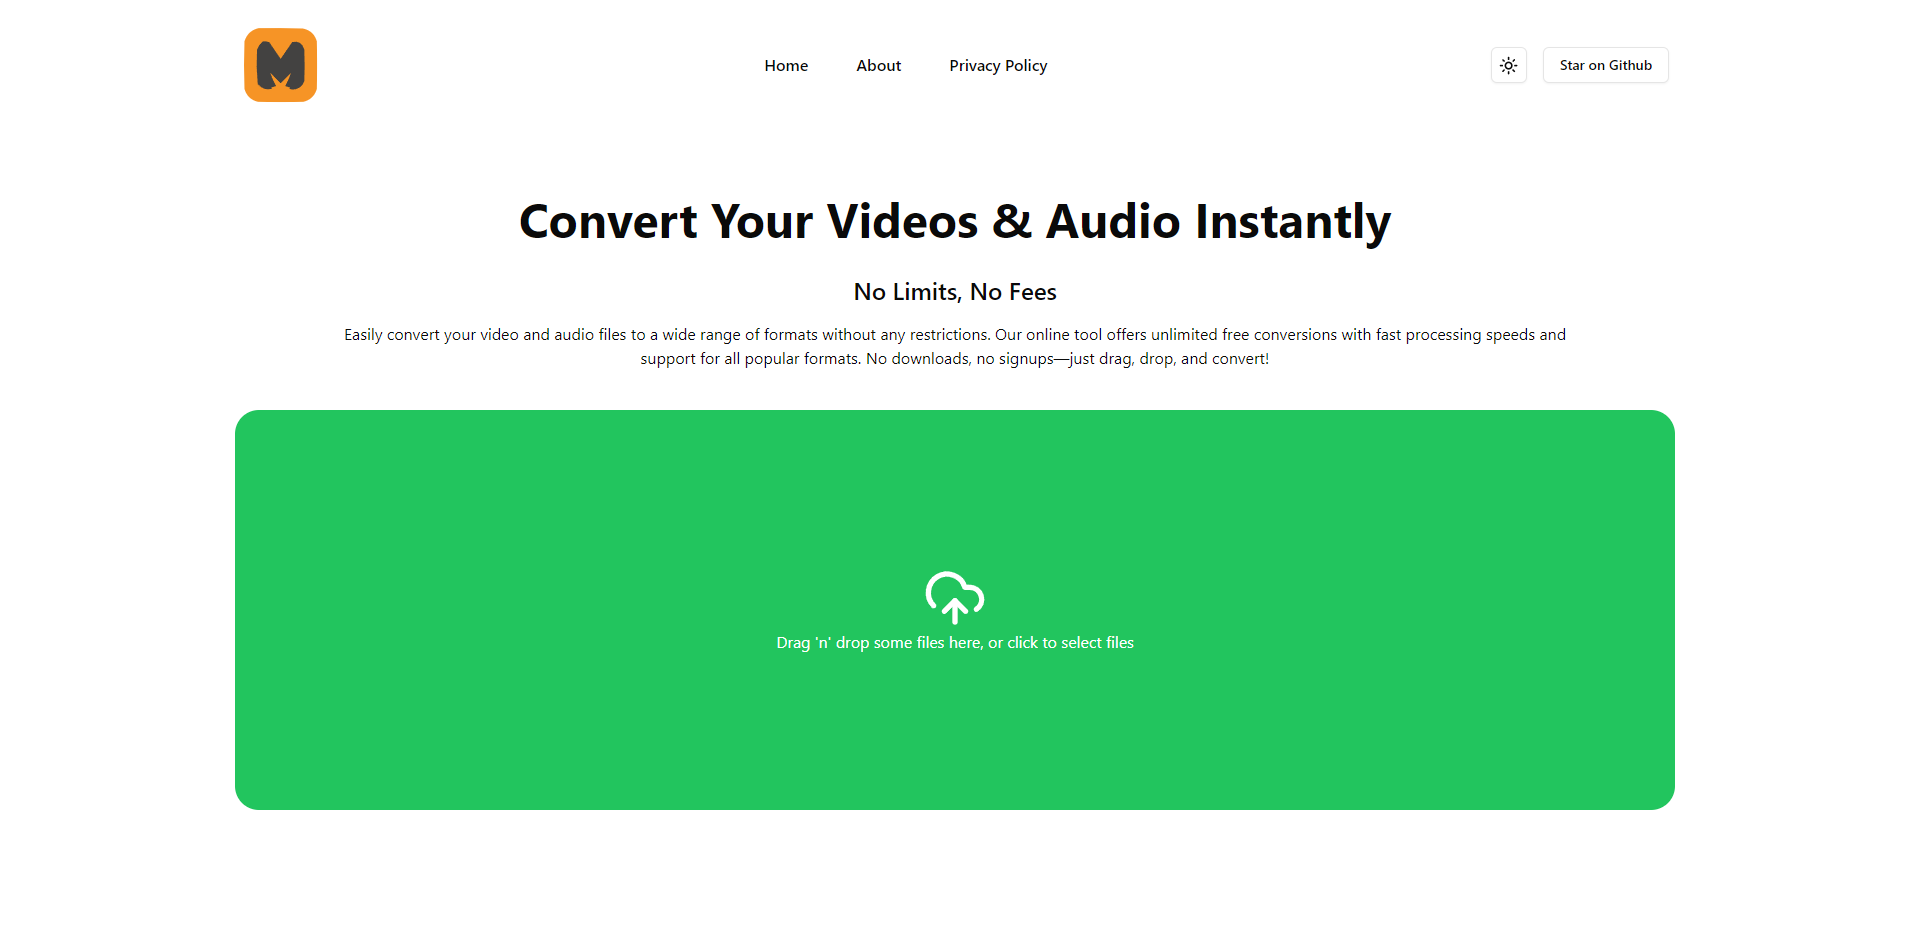 M
Home
About
Privacy Policy
Star on Github
Convert Your Videos & Audio Instantly
No Limits, No Fees
Easily convert your video and audio files to a wide range of formats without any restrictions. Our online tool offers unlimited free conversions with fast processing speeds and
support for all popular formats. No downloads, no signups—just drag, drop, and convert!
Drag 'n' drop some files here, or click to select files